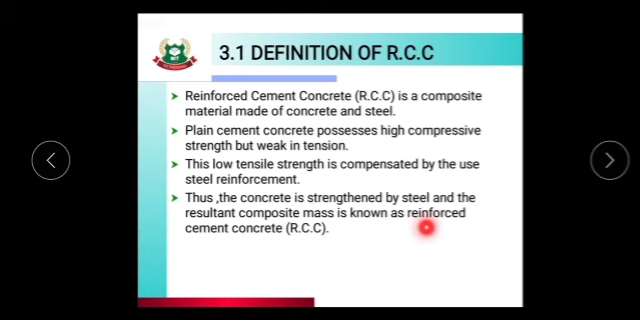 3.1 DEFINITION OF R.C.C
➤ Reinforced Cement Concrete (R.C.C) is a composite
material made of concrete and steel.
➤ Plain cement concrete possesses high compressive
strength but weak in tension.
➤ This low tensile strength is compensated by the use
steel reinforcement.
➤ Thus ,the concrete is strengthened by steel and the
resultant composite mass is known as reinforced
cement concrete (R.C.C).